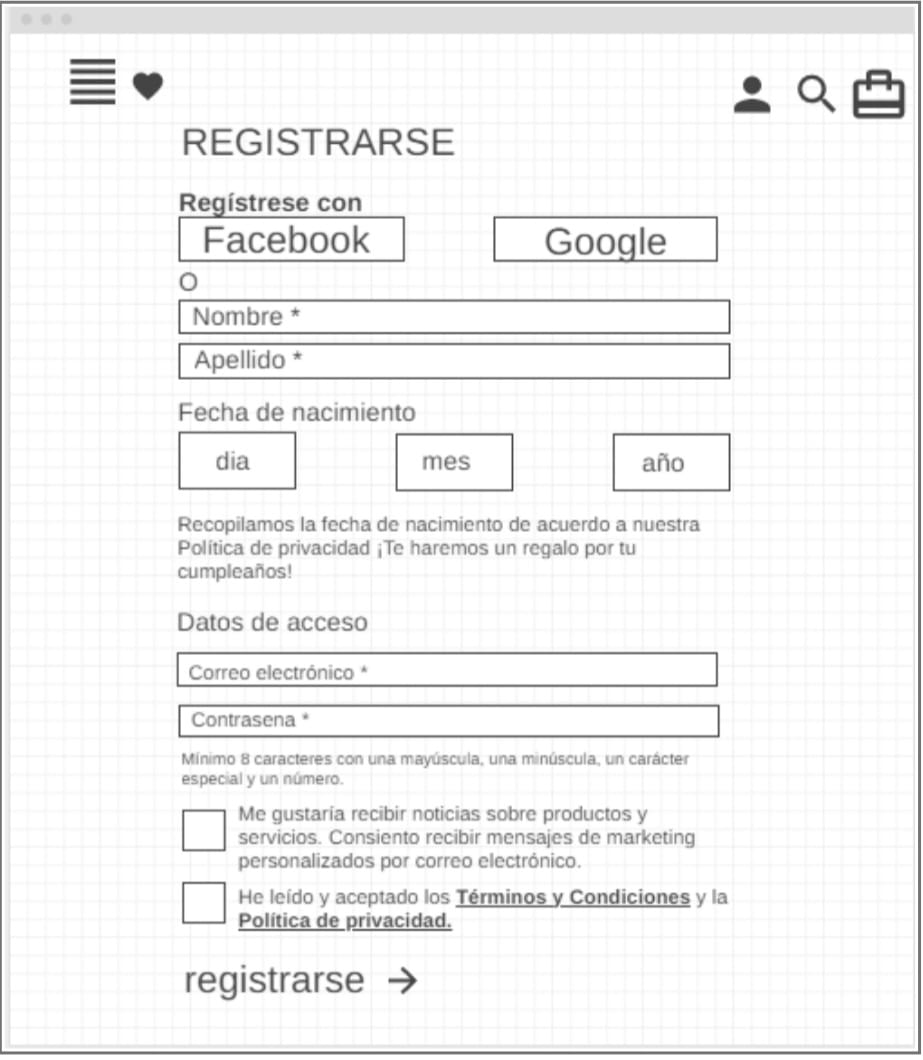 REGISTRARSE
Regístrese con
Facebook Google
O
Nombre *
Apellido *
Fecha de nacimiento
dia mes año
Recopilamos la fecha de nacimiento de acuerdo a nuestra
Política de privacidad ¡Te haremos un regalo por tu
cumpleaños!
Datos de acceso
Correo electrónico *
Contrasena *
Mínimo 8 caracteres con una mayúscula, una minúscula, un carácter
especial y un número.
Me gustaría recibir noticias sobre productos y
servicios. Consiento recibir mensajes de marketing
personalizados por correo electrónico.
He leído y aceptado los Términos y Condiciones y la
Política de privacidad.
registrarse →